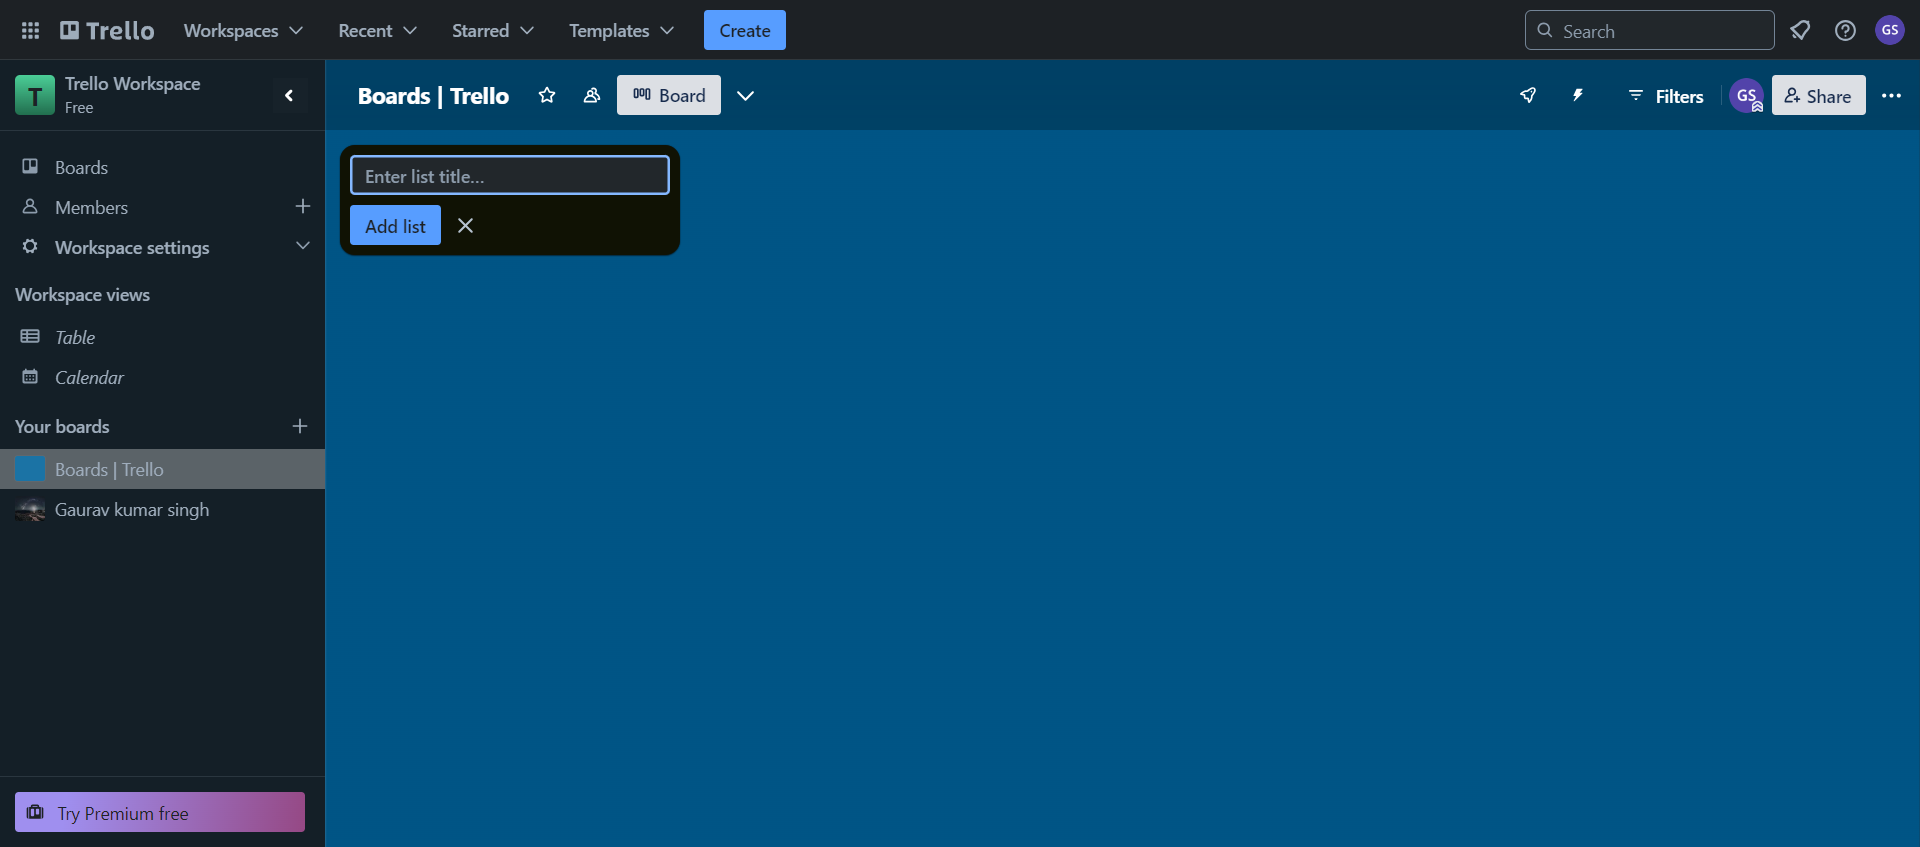 Trello Workspaces Recent Starred Templates Create Search GS
T Trello Workspace
Free
Boards | Trello Board Filters GS Share
Boards
Members
Workspace settings
Workspace views
Table
Calendar
Your boards
Boards | Trello
Gaurav kumar singh
Try Premium free
Enter list title...
Add list